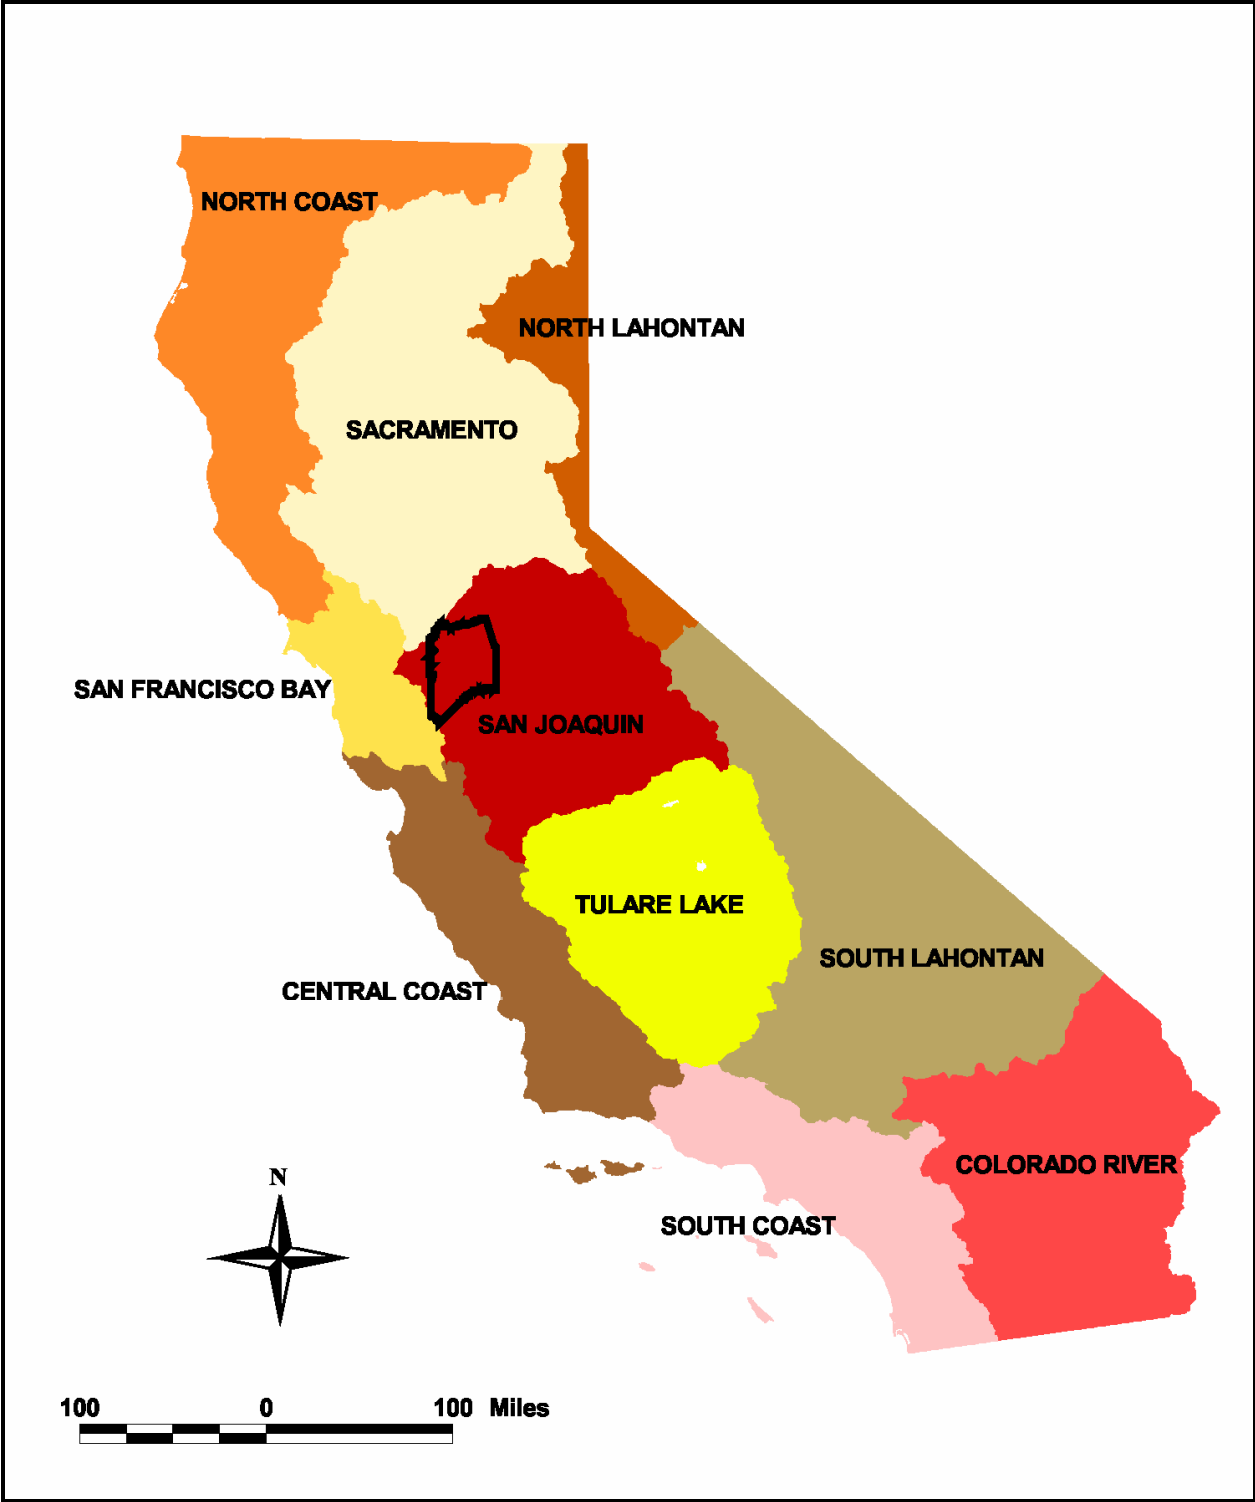 NORTH COAST
NORTH LAHONTAN
SACRAMENTO
SAN FRANCISCO BAY
SAN JOAQUIN
TULARE LAKE
SOUTH LAHONTAN
CENTRAL COAST
COLORADO RIVER
N
SOUTH COAST
100 0 100 Miles